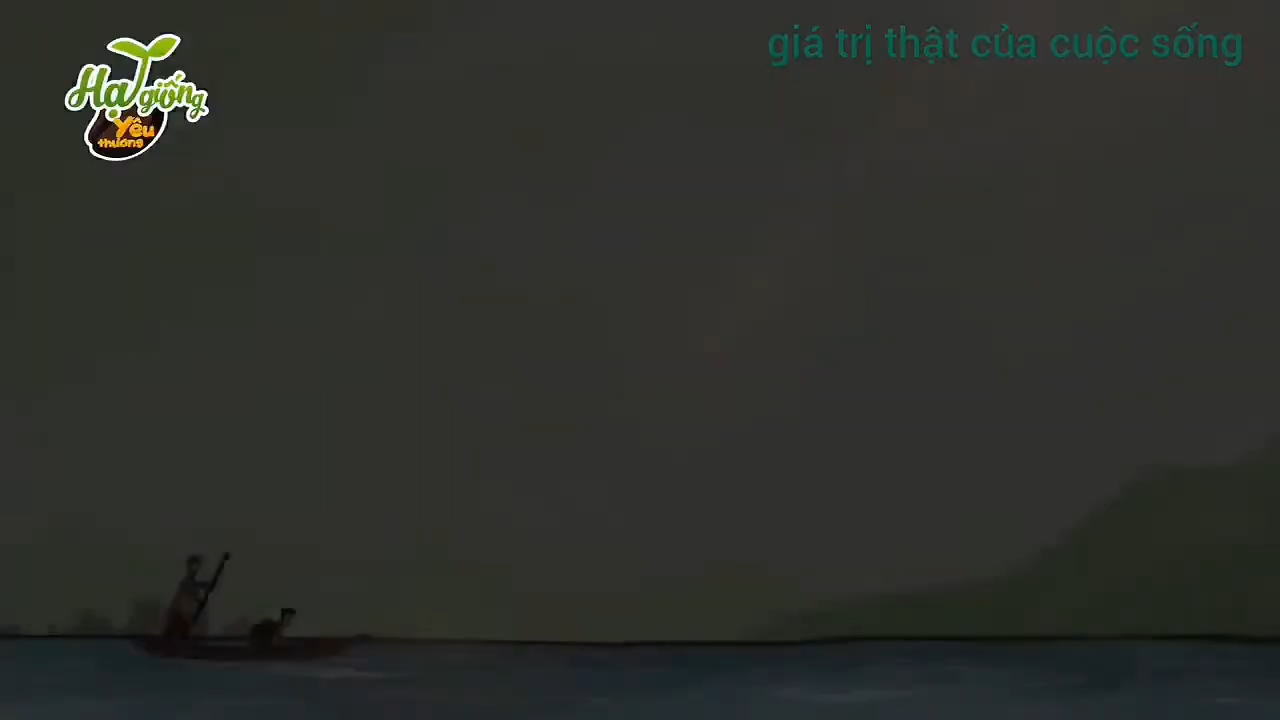 Hạt giống
Yêu
thương
giá trị thật của cuộc sống